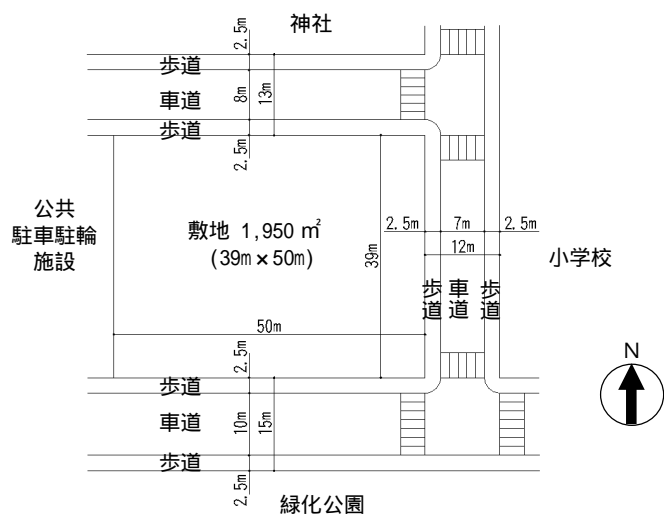 神社
2.5m
歩道
車道
8m
13m
歩道
2.5m
公共
駐車駐輪
施設
敷地 1,950 ㎡
(39m×50m)
39m
2.5m
7m
2.5m
12m
小学校
歩道
車道
歩道
50m
2.5m
歩道
車道
10m
15m
歩道
2.5m
緑化公園
N